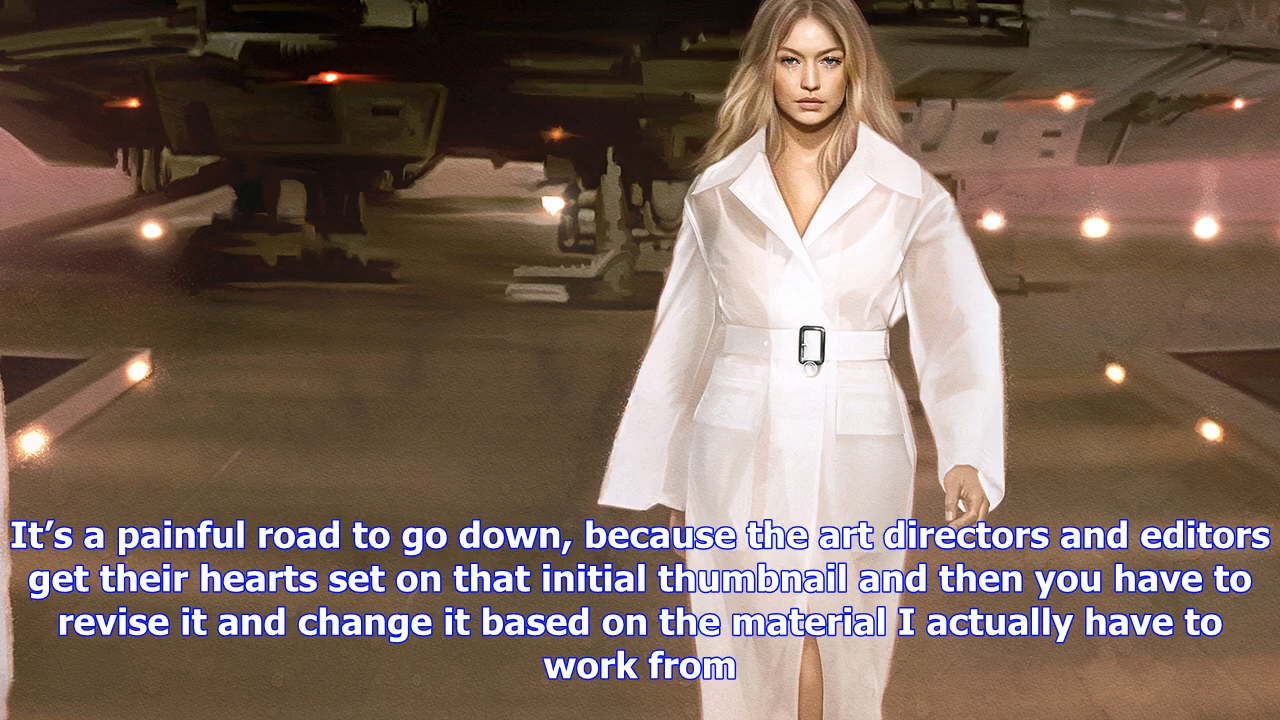 It’s a painful road to go down, because the art directors and editors
get their hearts set on that initial thumbnail and then you have to
revise it and change it based on the material I actually have to
work from